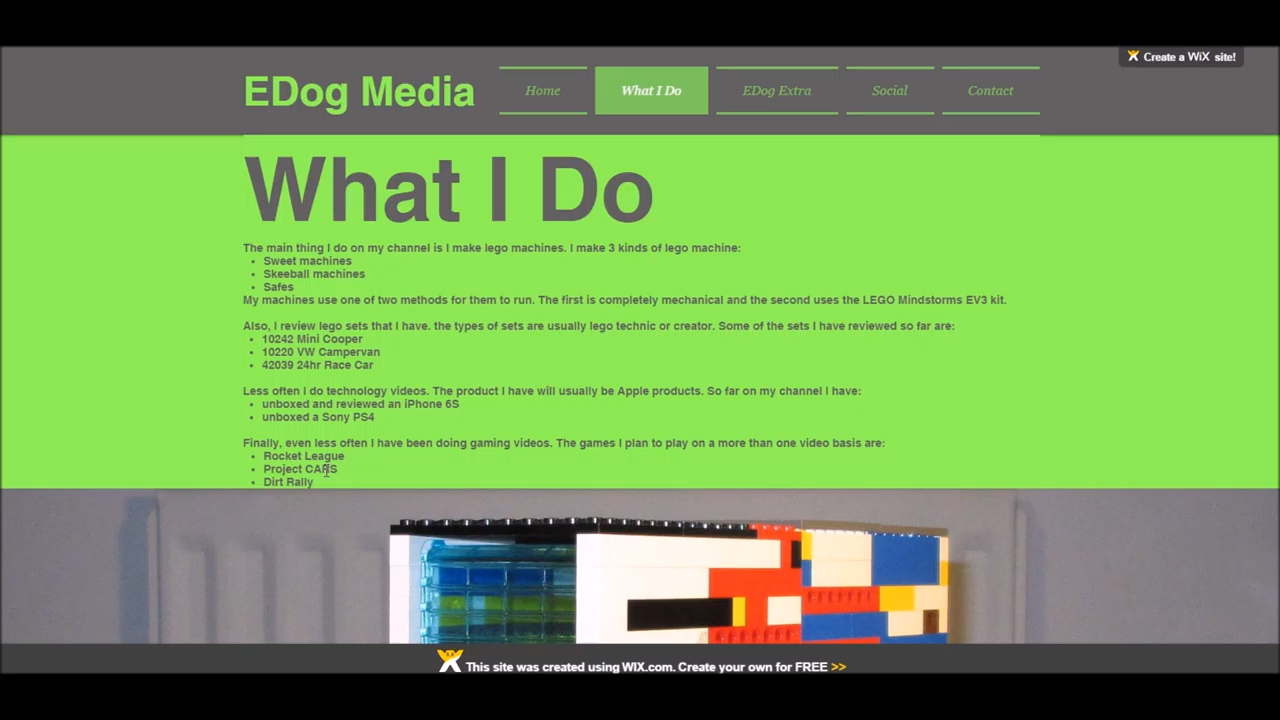 Create a WiX site!
EDog Media
Home
What I Do
EDog Extra
Social
Contact
What I Do
The main thing I do on my channel is I make lego machines. I make 3 kinds of lego machine:
• Sweet machines
• Skeeball machines
• Safes
My machines use one of two methods for them to run. The first is completely mechanical and the second uses the LEGO Mindstorms EV3 kit.
Also, I review lego sets that I have. the types of sets are usually lego technic or creator. Some of the sets I have reviewed so far are:
• 10242 Mini Cooper
• 10220 VW Campervan
• 42039 24hr Race Car
Less often I do technology videos. The product I have will usually be Apple products. So far on my channel I have:
• unboxed and reviewed an iPhone 6S
• unboxed a Sony PS4
Finally, even less often I have been doing gaming videos. The games I plan to play on a more than one video basis are:
• Rocket League
• Project CARS
• Dirt Rally
This site was created using WIX.com. Create your own for FREE >>